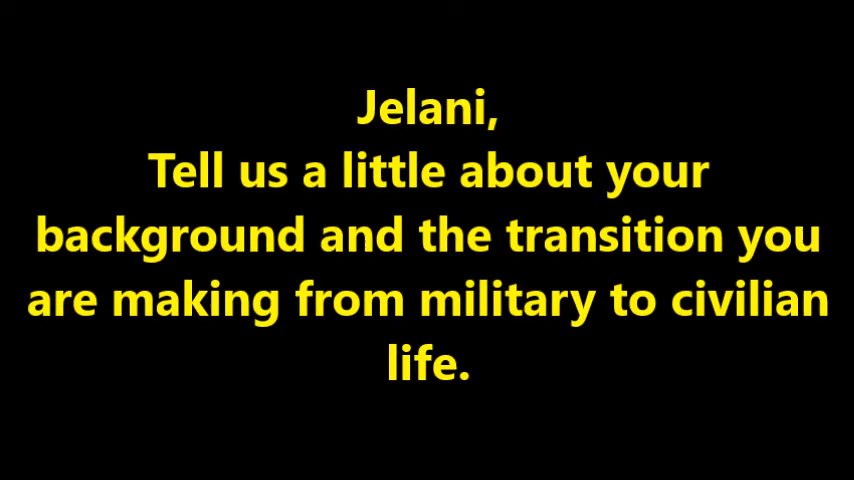 Jelani,
Tell us a little about your
background and the transition you
are making from military to civilian
life.